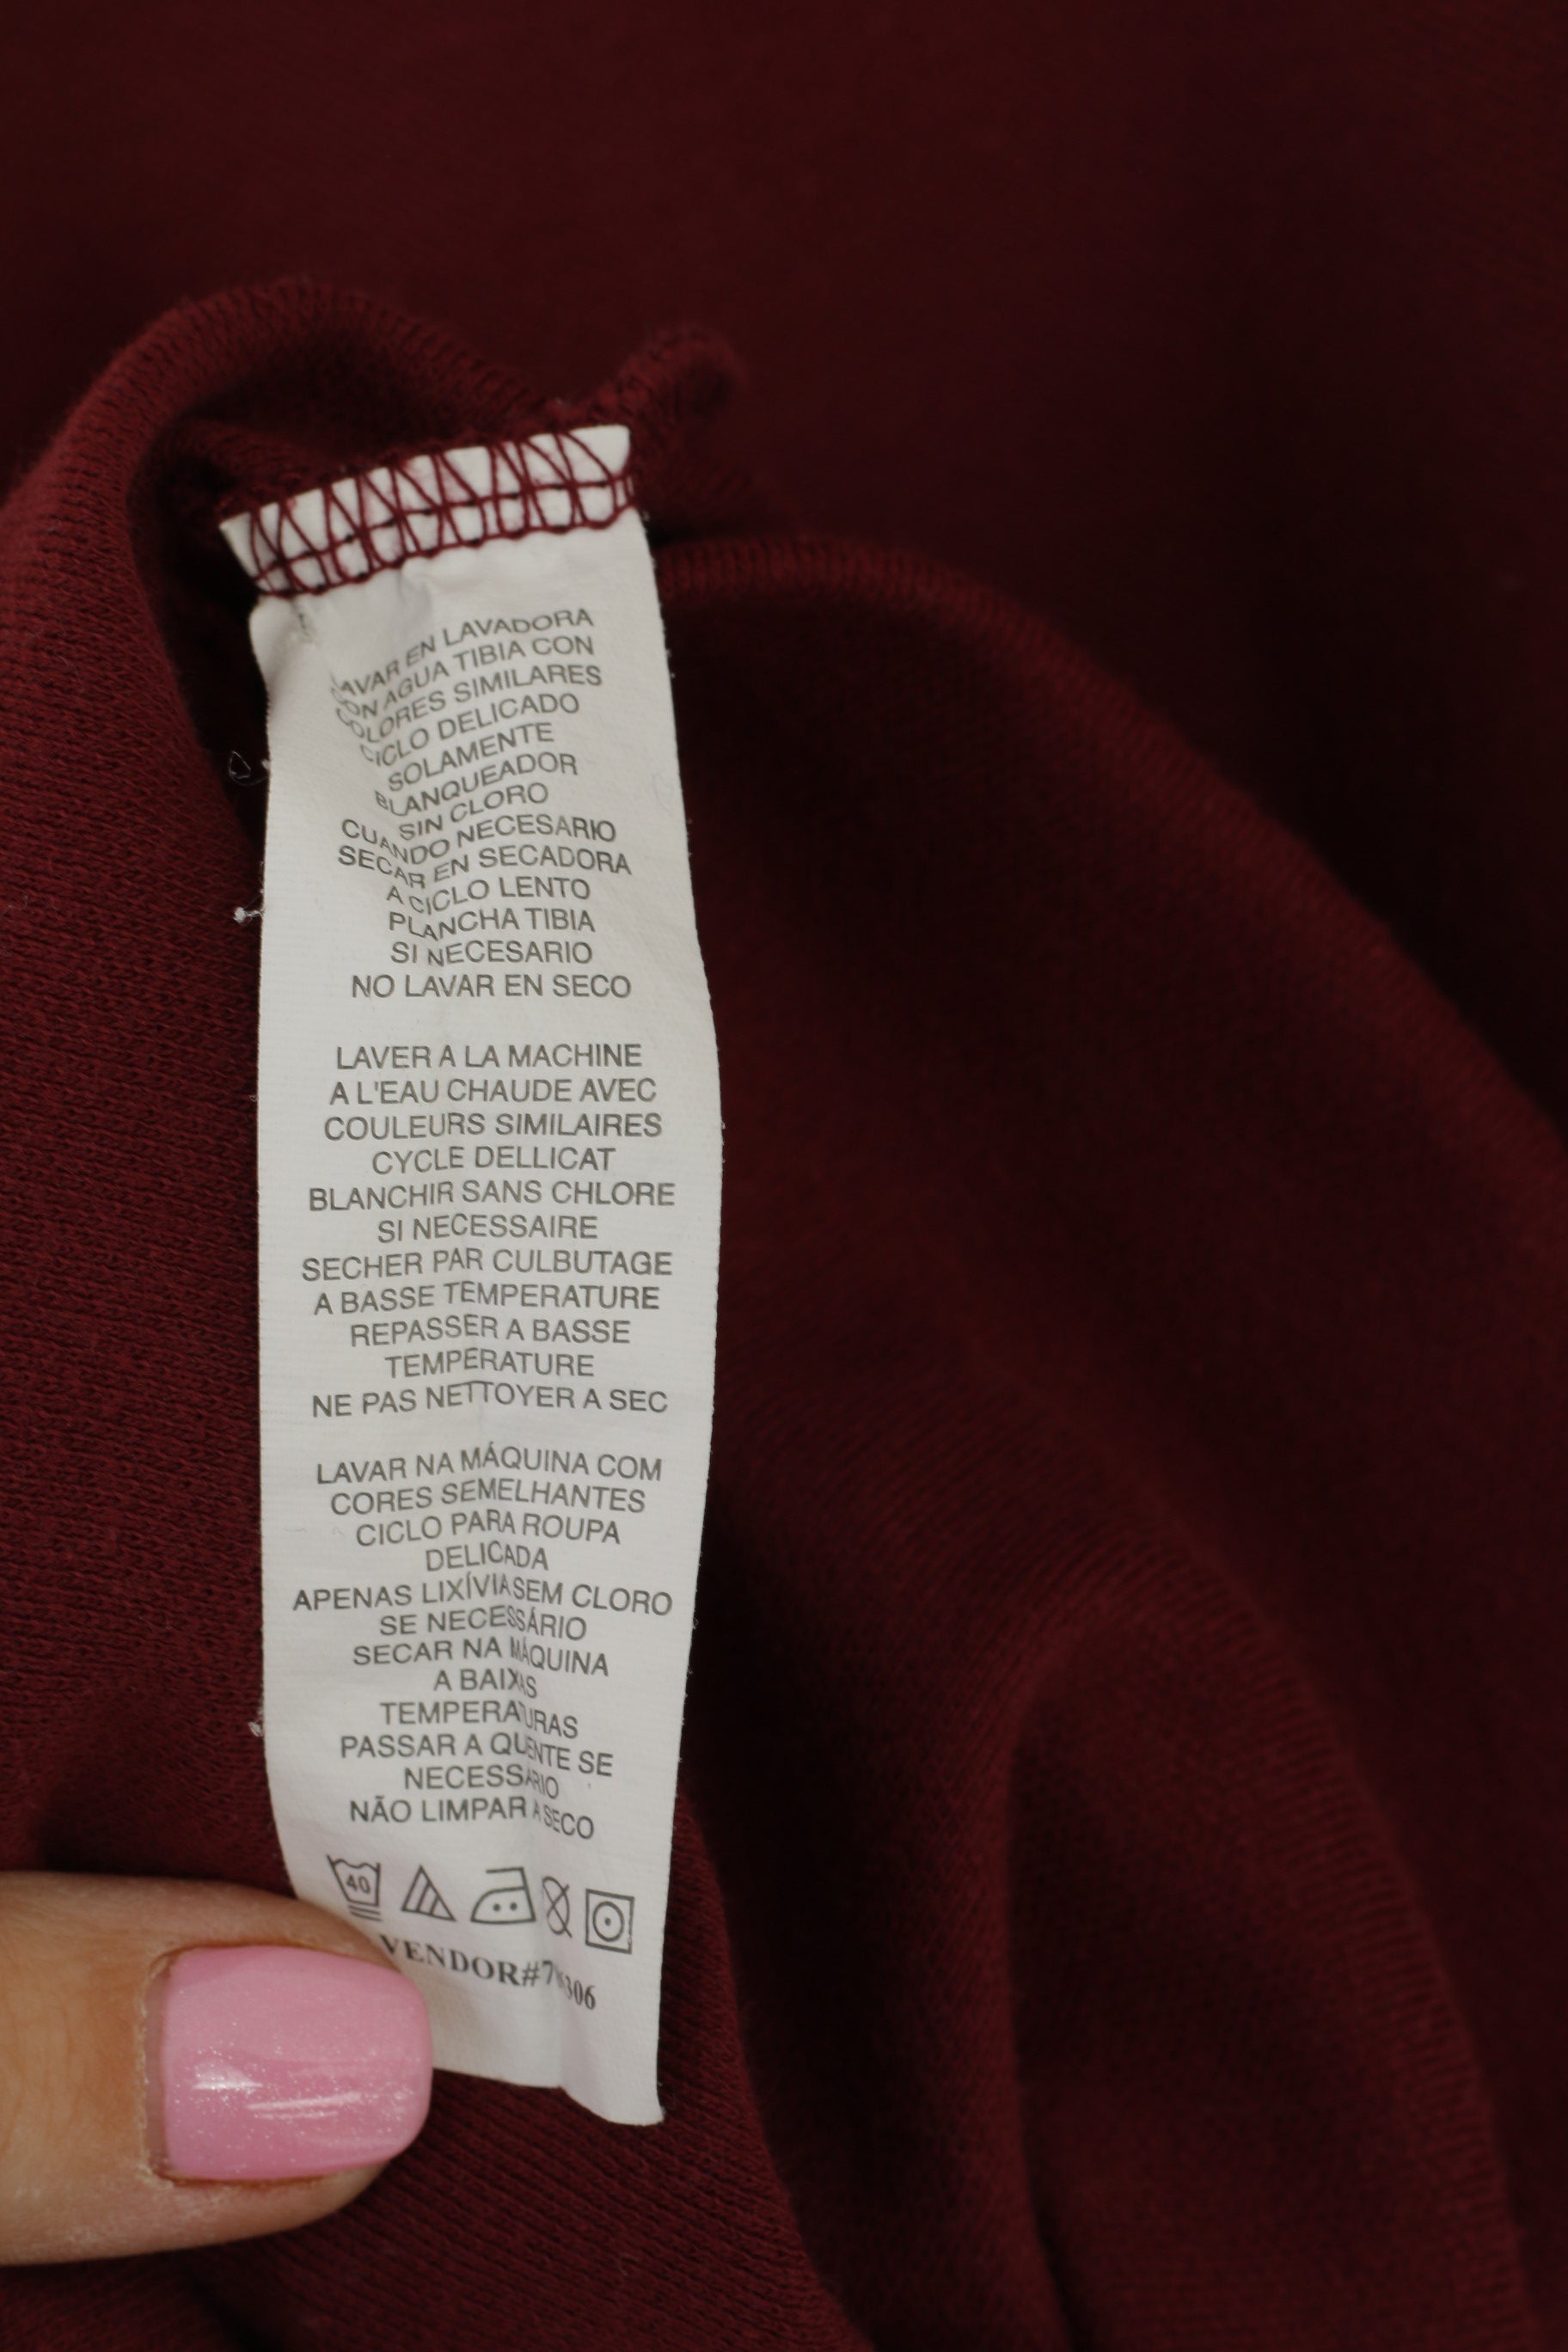 LAVAR EN LAVADORA
CON AGUA TIBIA CON
COLORES SIMILARES
CICLO DELICADO
SOLAMENTE
BLANQUEADOR
SIN CLORO
CUANDO NECESARIO
SECAR EN SECADORA
A CICLO LENTO
PLANCHA TIBIA
SI NECESARIO
NO LAVAR EN SECO
LAVER A LA MACHINE
A L'EAU CHAUDE AVEC
COULEURS SIMILAIRES
CYCLE DELLICAT
BLANCHIR SANS CHLORE
SI NECESSAIRE
SECHER PAR CULBUTAGE
A BASSE TEMPERATURE
REPASSER A BASSE
TEMPERATURE
NE PAS NETTOYER A SEC
LAVAR NA MÁQUINA COM
CORES SEMELHANTES
CICLO PARA ROUPA
DELICADA
APENAS LIXÍVIA SEM CLORO
SE NECESSÁRIO
SECAR NA MÁQUINA
A BAIXAS
TEMPERATURAS
PASSAR A QUENTE SE
NECESSÁRIO
NÃO LIMPAR A SECO
40
VENDOR#